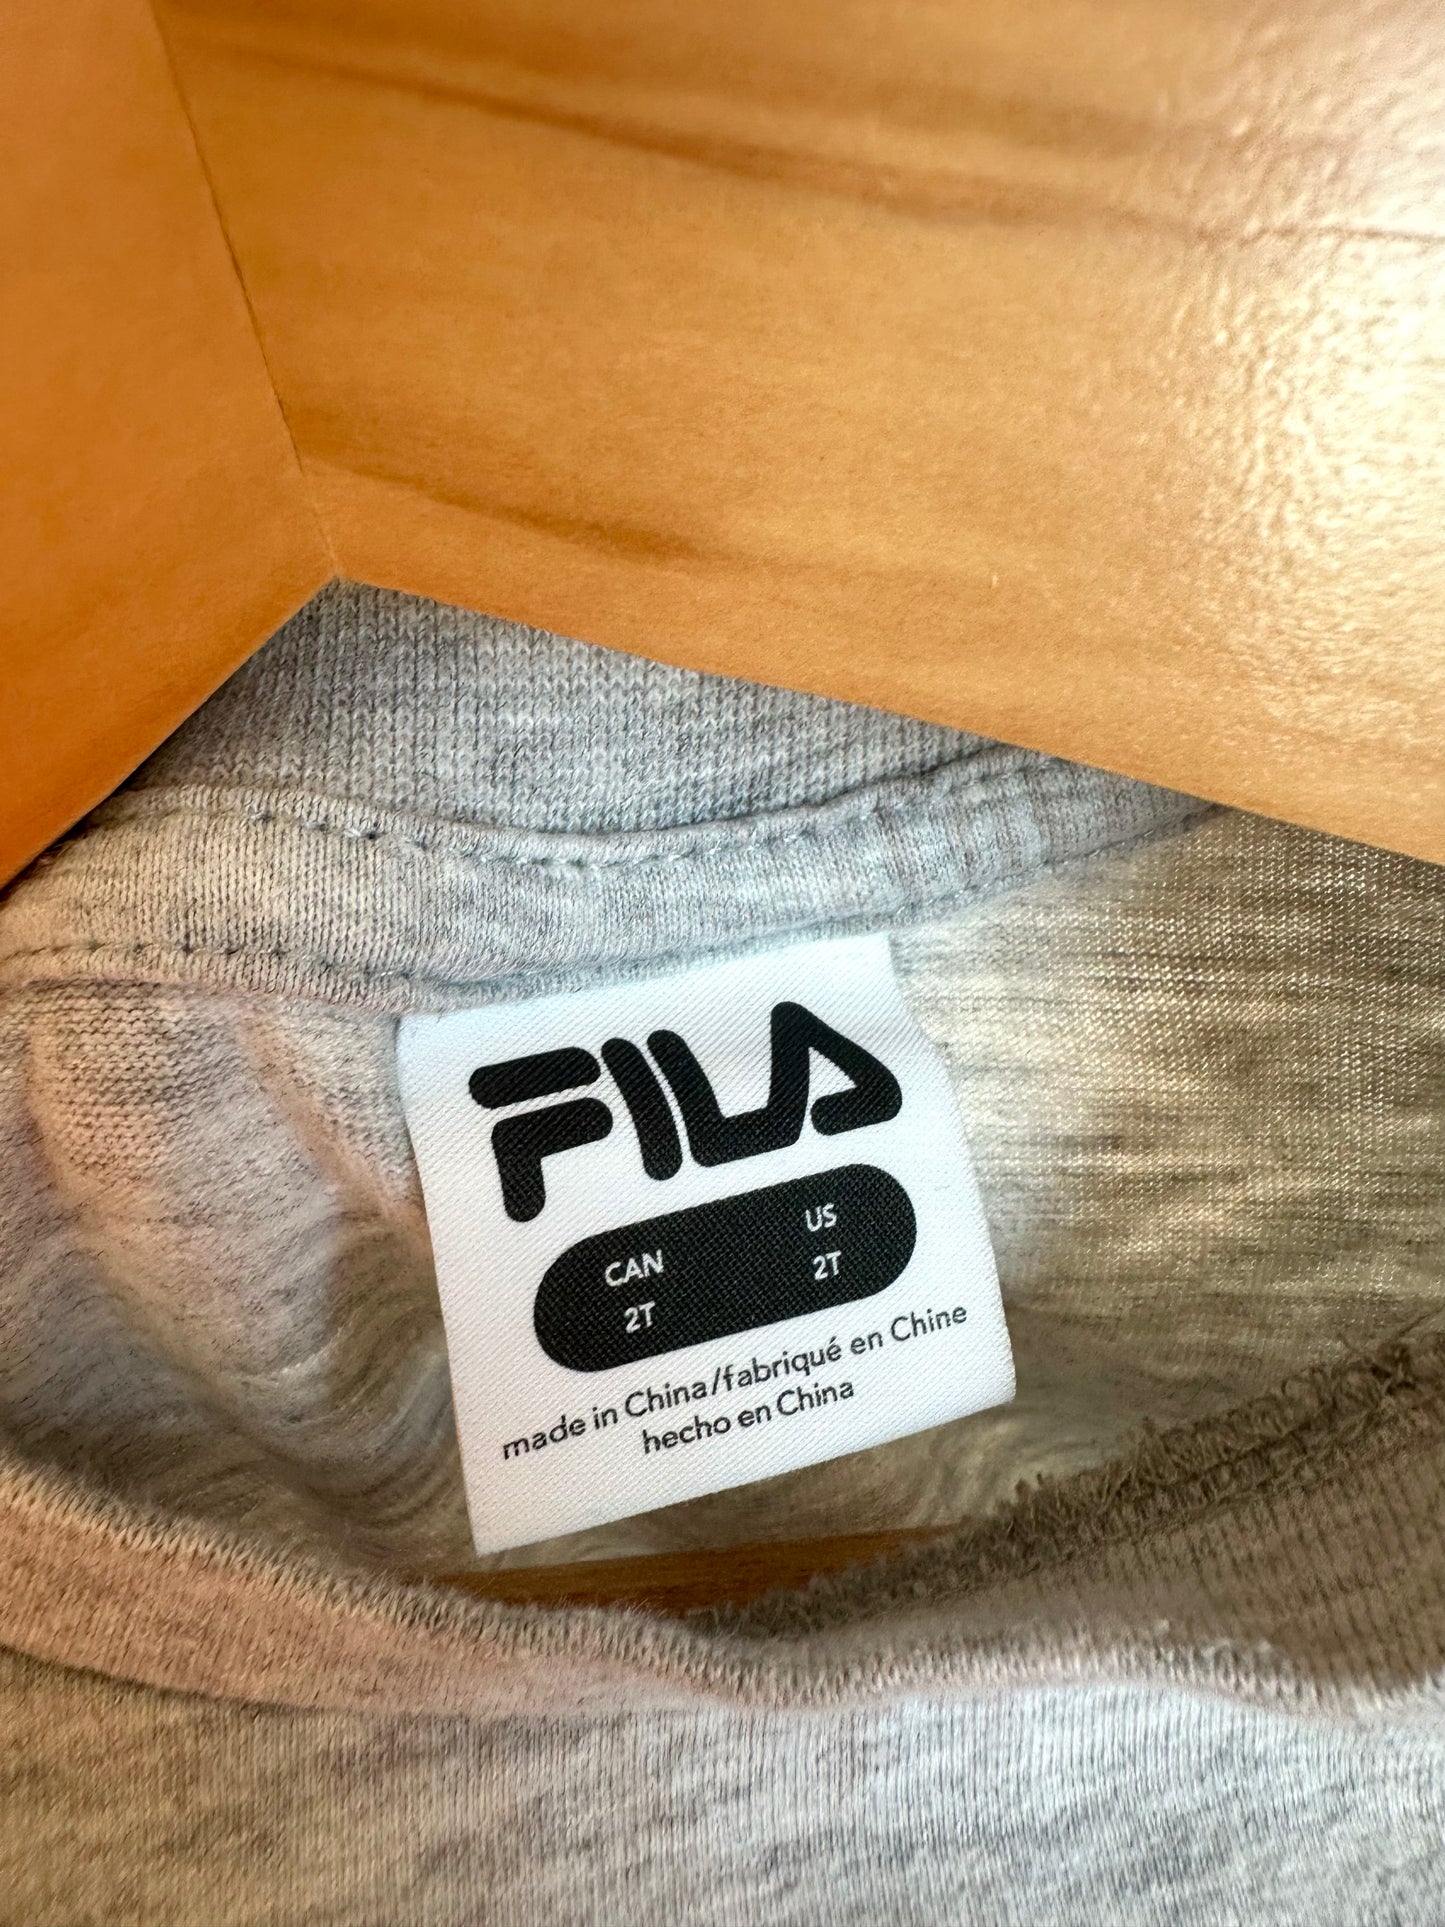 FILA
CAN US
2T 2T
made in China/fabriqué en Chine
hecho en China